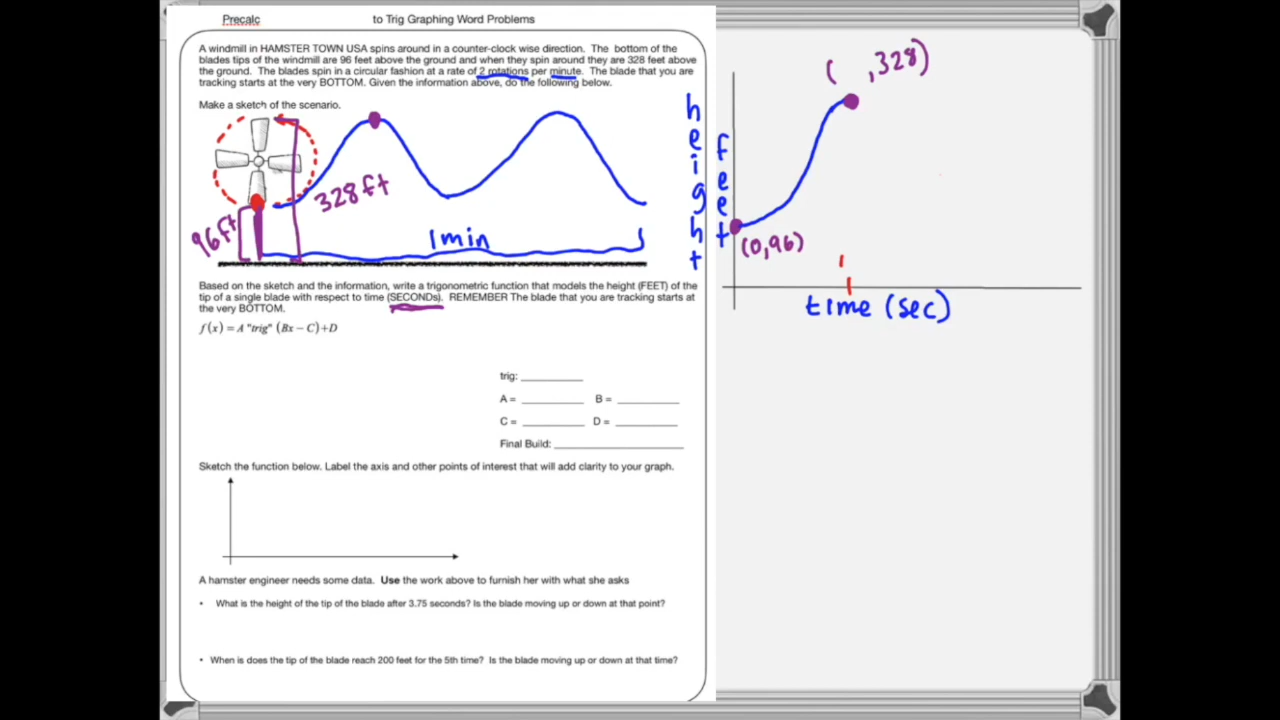 Precalc to Trig Graphing Word Problems
A windmill in HAMSTER TOWN USA spins around in a counter-clock wise direction. The bottom of the
blades tips of the windmill are 96 feet above the ground and when they spin around they are 328 feet above
the ground. The blades spin in a circular fashion at a rate of 2 rotations per minute. The blade that you are
tracking starts at the very BOTTOM. Given the information above, do the following below.
Make a sketch of the scenario.
96ft
328ft
1min
Based on the sketch and the information, write a trigonometric function that models the height (FEET) of the
tip of a single blade with respect to time (SECONDs). REMEMBER The blade that you are tracking starts at
the very BOTTOM.
f(x) = A "trig" (Bx – C)+D
trig:
A = B =
C = D =
Final Build:
Sketch the function below. Label the axis and other points of interest that will add clarity to your graph.
A hamster engineer needs some data. Use the work above to furnish her with what she asks
• What is the height of the tip of the blade after 3.75 seconds? Is the blade moving up or down at that point?
• When is does the tip of the blade reach 200 feet for the 5th time? Is the blade moving up or down at that time?
height
feet
( ,328)
(0,96)
time (sec)